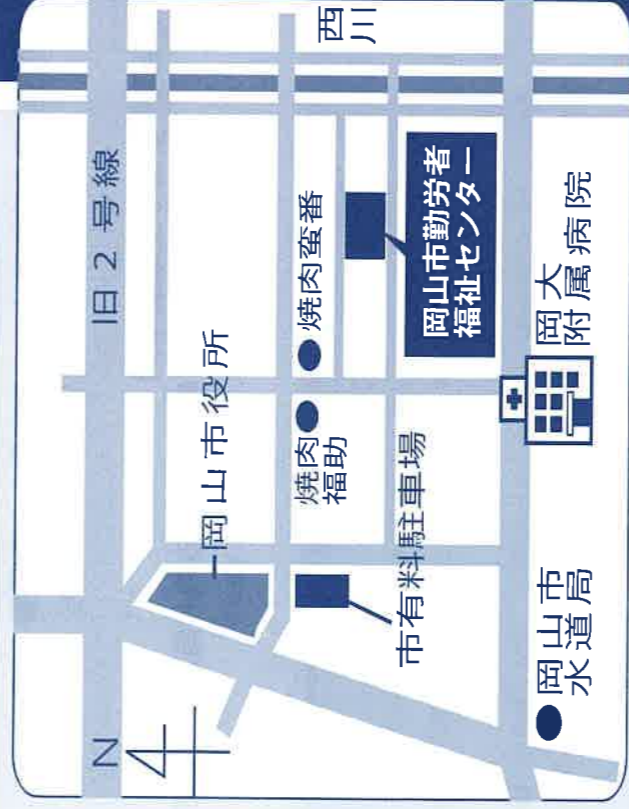 N
旧2号線
岡山市役所
焼肉蛮番
焼肉
福助
西川
市有料駐車場
岡山市勤労者
福祉センター
岡大
附属病院
岡山市
水道局